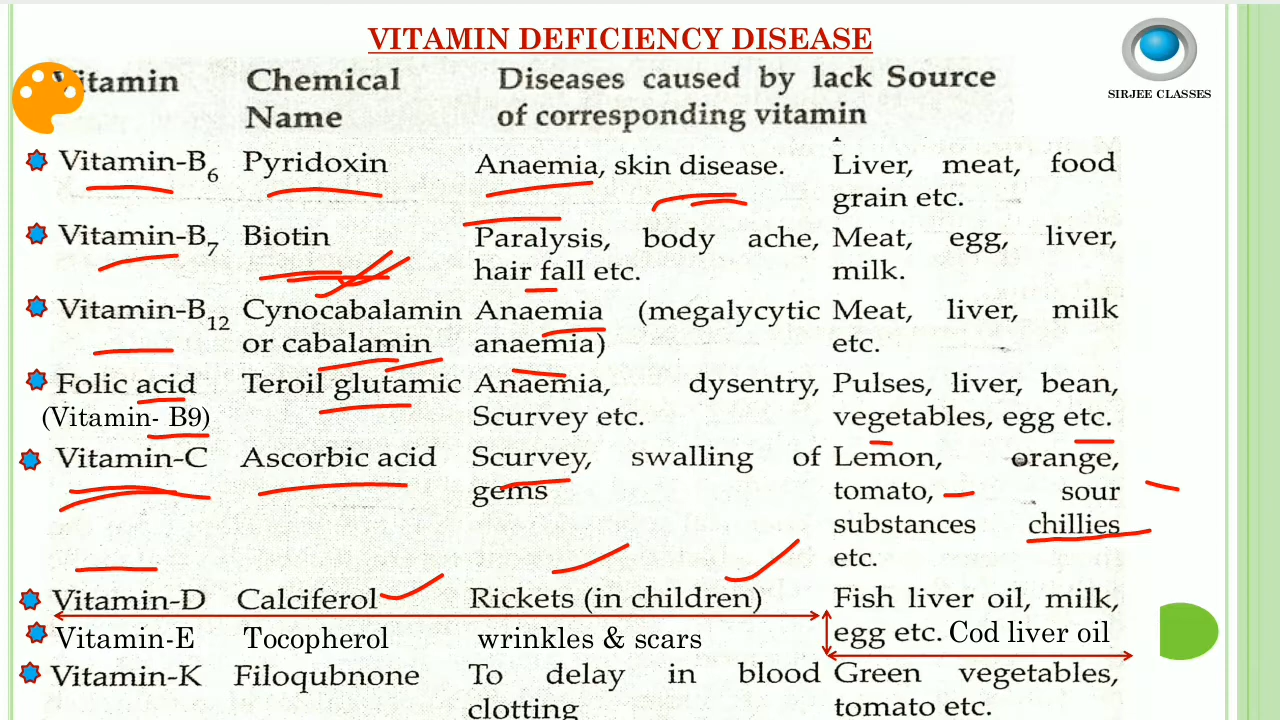 VITAMIN DEFICIENCY DISEASE
SIRJEE CLASSES
Vitamin Chemical Name Diseases caused by lack of corresponding vitamin Source
Vitamin-B6 Pyridoxin Anaemia, skin disease. Liver, meat, food grain etc.
Vitamin-B7 Biotin Paralysis, body ache, hair fall etc. Meat, egg, liver, milk.
Vitamin-B12 Cynocabalamin or cabalamin Anaemia (megalycytic anaemia) Meat, liver, milk etc.
Folic acid (Vitamin- B9) Teroil glutamic Anaemia, dysentry, Scurvey etc. Pulses, liver, bean, vegetables, egg etc.
Vitamin-C Ascorbic acid Scurvey, swalling of gems Lemon, orange, tomato, sour substances chillies etc.
Vitamin-D Calciferol Rickets (in children) Fish liver oil, milk, egg etc.
Vitamin-E Tocopherol wrinkles & scars Cod liver oil
Vitamin-K Filoqubnone To delay in blood clotting Green vegetables, tomato etc.